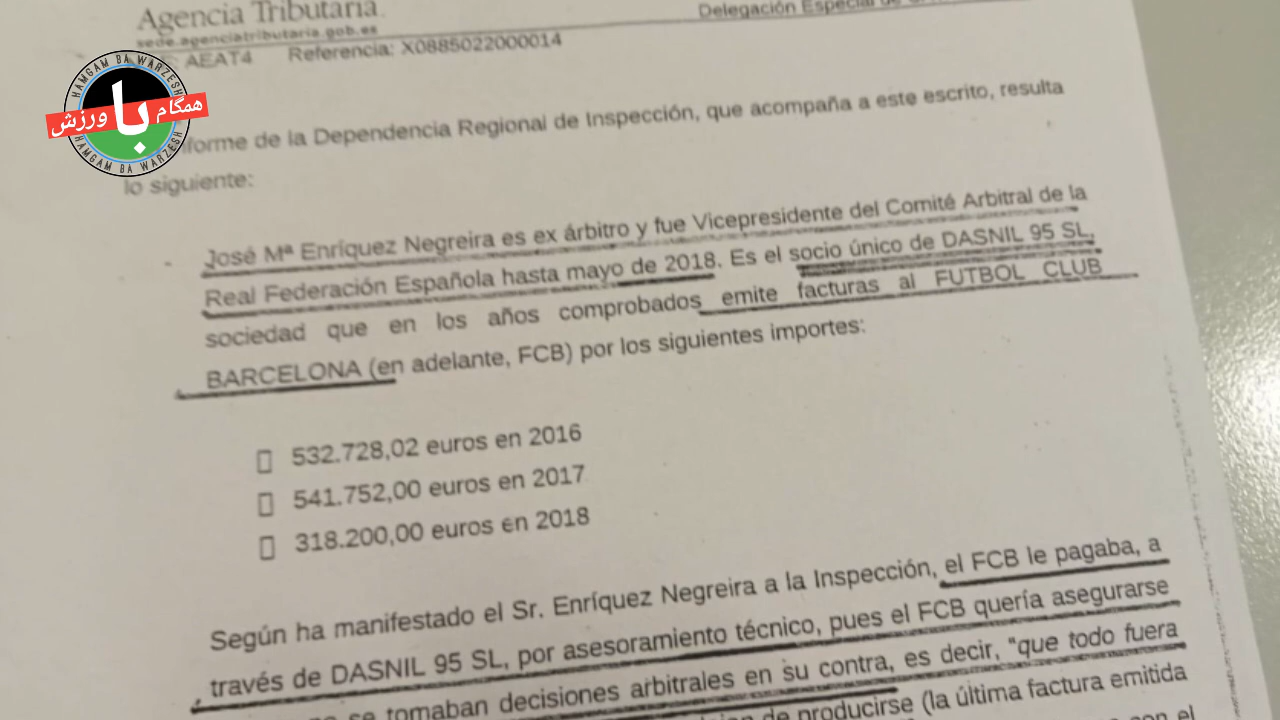 Agencia Tributaria
Delegación Especial de
sede.agenciatributaria.gob.es
AEAT4 Referencia: X0885022000014
HAMGAM BA WARZESH
همگام با ورزش
HAMGAM BA WARZESH
forme de la Dependencia Regional de Inspección, que acompaña a este escrito, resulta
lo siguiente:
José Mª Enríquez Negreira es ex árbitro y fue Vicepresidente del Comité Arbitral de la
Real Federación Española hasta mayo de 2018. Es el socio único de DASNIL 95 SL,
sociedad que en los años comprobados emite facturas al FUTBOL CLUB
BARCELONA (en adelante, FCB) por los siguientes importes:
532.728,02 euros en 2016
541.752,00 euros en 2017
318.200,00 euros en 2018
Según ha manifestado el Sr. Enríquez Negreira a la Inspección, el FCB le pagaba, a
través de DASNIL 95 SL, por asesoramiento técnico, pues el FCB quería asegurarse
se tomaban decisiones arbitrales en su contra, es decir, "que todo fuera
de producirse (la última factura emitida
con el